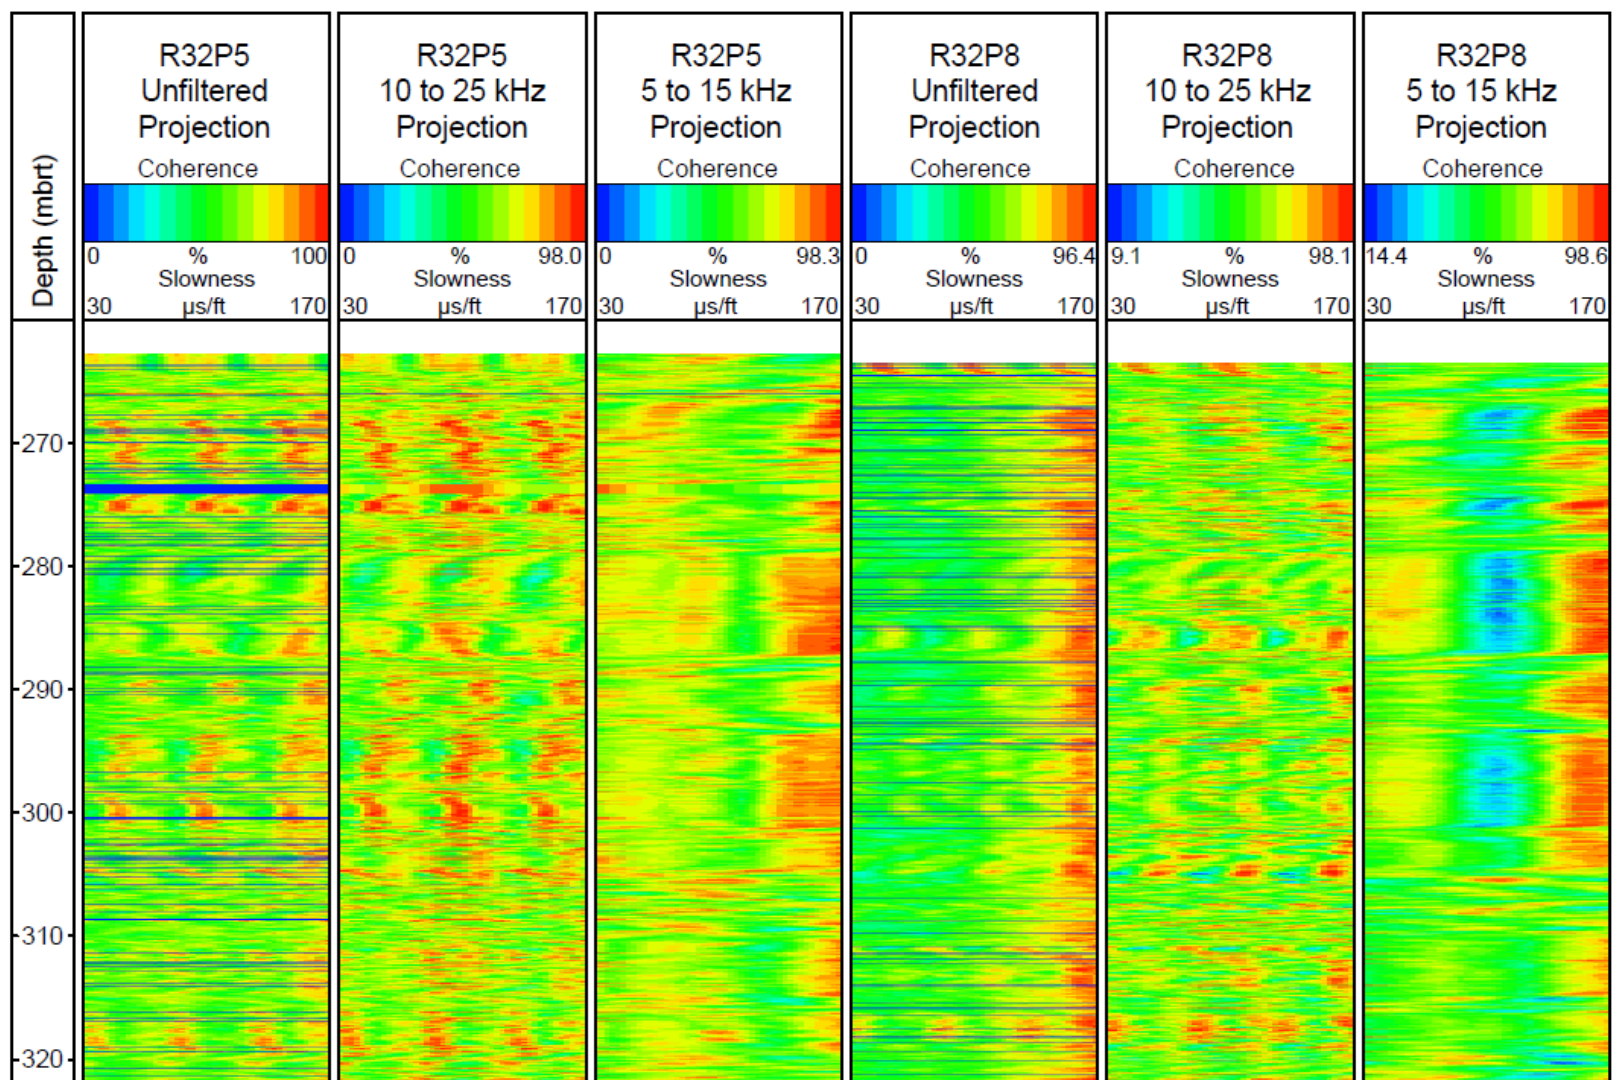 Depth (mbrt)
R32P5
Unfiltered
Projection
Coherence
0 % 100
Slowness
30 µs/ft 170
R32P5
10 to 25 kHz
Projection
Coherence
0 % 98.0
Slowness
30 µs/ft 170
R32P5
5 to 15 kHz
Projection
Coherence
0 % 98.3
Slowness
30 µs/ft 170
R32P8
Unfiltered
Projection
Coherence
0 % 96.4
Slowness
30 µs/ft 170
R32P8
10 to 25 kHz
Projection
Coherence
9.1 % 98.1
Slowness
30 µs/ft 170
R32P8
5 to 15 kHz
Projection
Coherence
14.4 % 98.6
Slowness
30 µs/ft 170
270
280
290
300
310
320